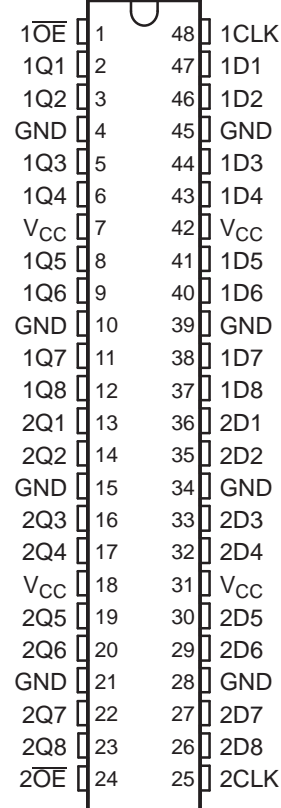 1O̅E̅ 1 48 1CLK
1Q1 2 47 1D1
1Q2 3 46 1D2
GND 4 45 GND
1Q3 5 44 1D3
1Q4 6 43 1D4
VCC 7 42 VCC
1Q5 8 41 1D5
1Q6 9 40 1D6
GND 10 39 GND
1Q7 11 38 1D7
1Q8 12 37 1D8
2Q1 13 36 2D1
2Q2 14 35 2D2
GND 15 34 GND
2Q3 16 33 2D3
2Q4 17 32 2D4
VCC 18 31 VCC
2Q5 19 30 2D5
2Q6 20 29 2D6
GND 21 28 GND
2Q7 22 27 2D7
2Q8 23 26 2D8
2O̅E̅ 24 25 2CLK